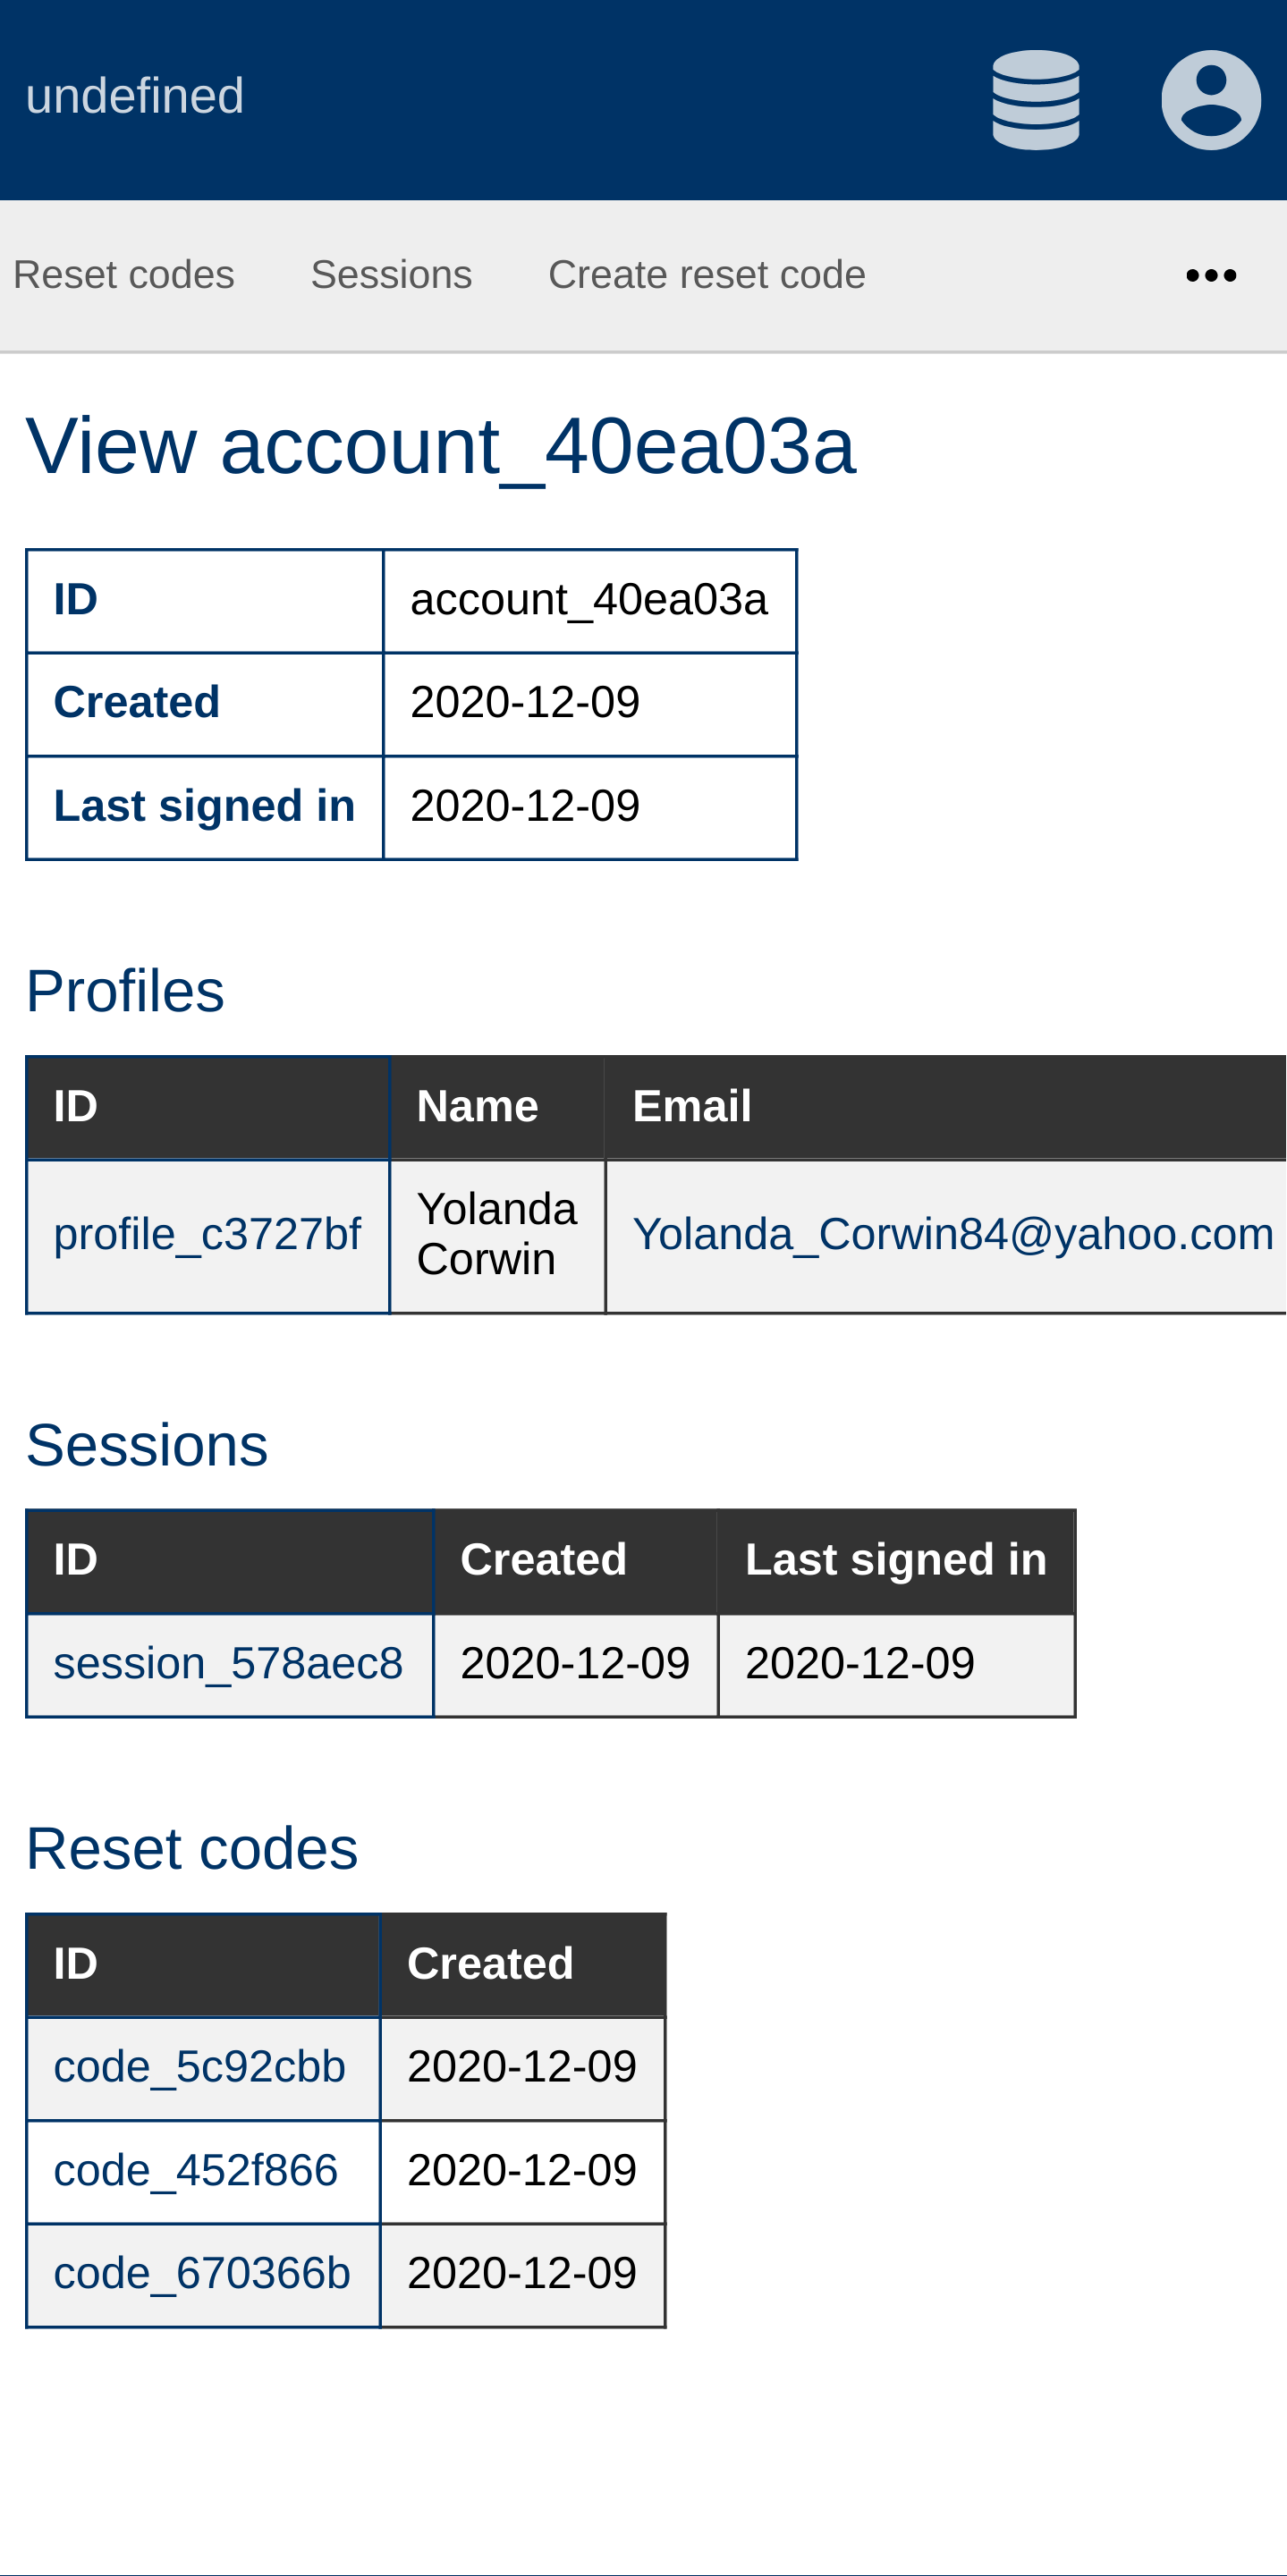 undefined
Reset codes Sessions Create reset code
View account_40ea03a
ID account_40ea03a
Created 2020-12-09
Last signed in 2020-12-09
Profiles
ID Name Email
profile_c3727bf Yolanda Corwin Yolanda_Corwin84@yahoo.com
Sessions
ID Created Last signed in
session_578aec8 2020-12-09 2020-12-09
Reset codes
ID Created
code_5c92cbb 2020-12-09
code_452f866 2020-12-09
code_670366b 2020-12-09